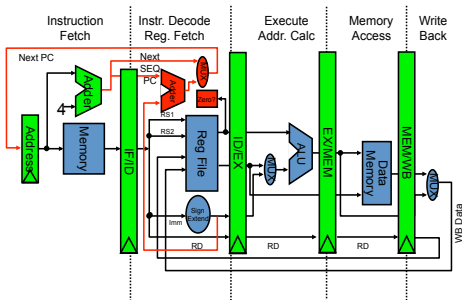 Instruction
Fetch
Instr. Decode
Reg. Fetch
Execute
Addr. Calc
Memory
Access
Write
Back
Next PC
Next
SEQ
PC
Adder
4
Adder
MUX
Zero?
Address
Memory
IF/ID
RS1
RS2
Reg File
ID/EX
MUX
ALU
EX/MEM
Data
Memory
MEM/WB
MUX
WB Data
Imm
Sign
Extend
RD
RD
RD